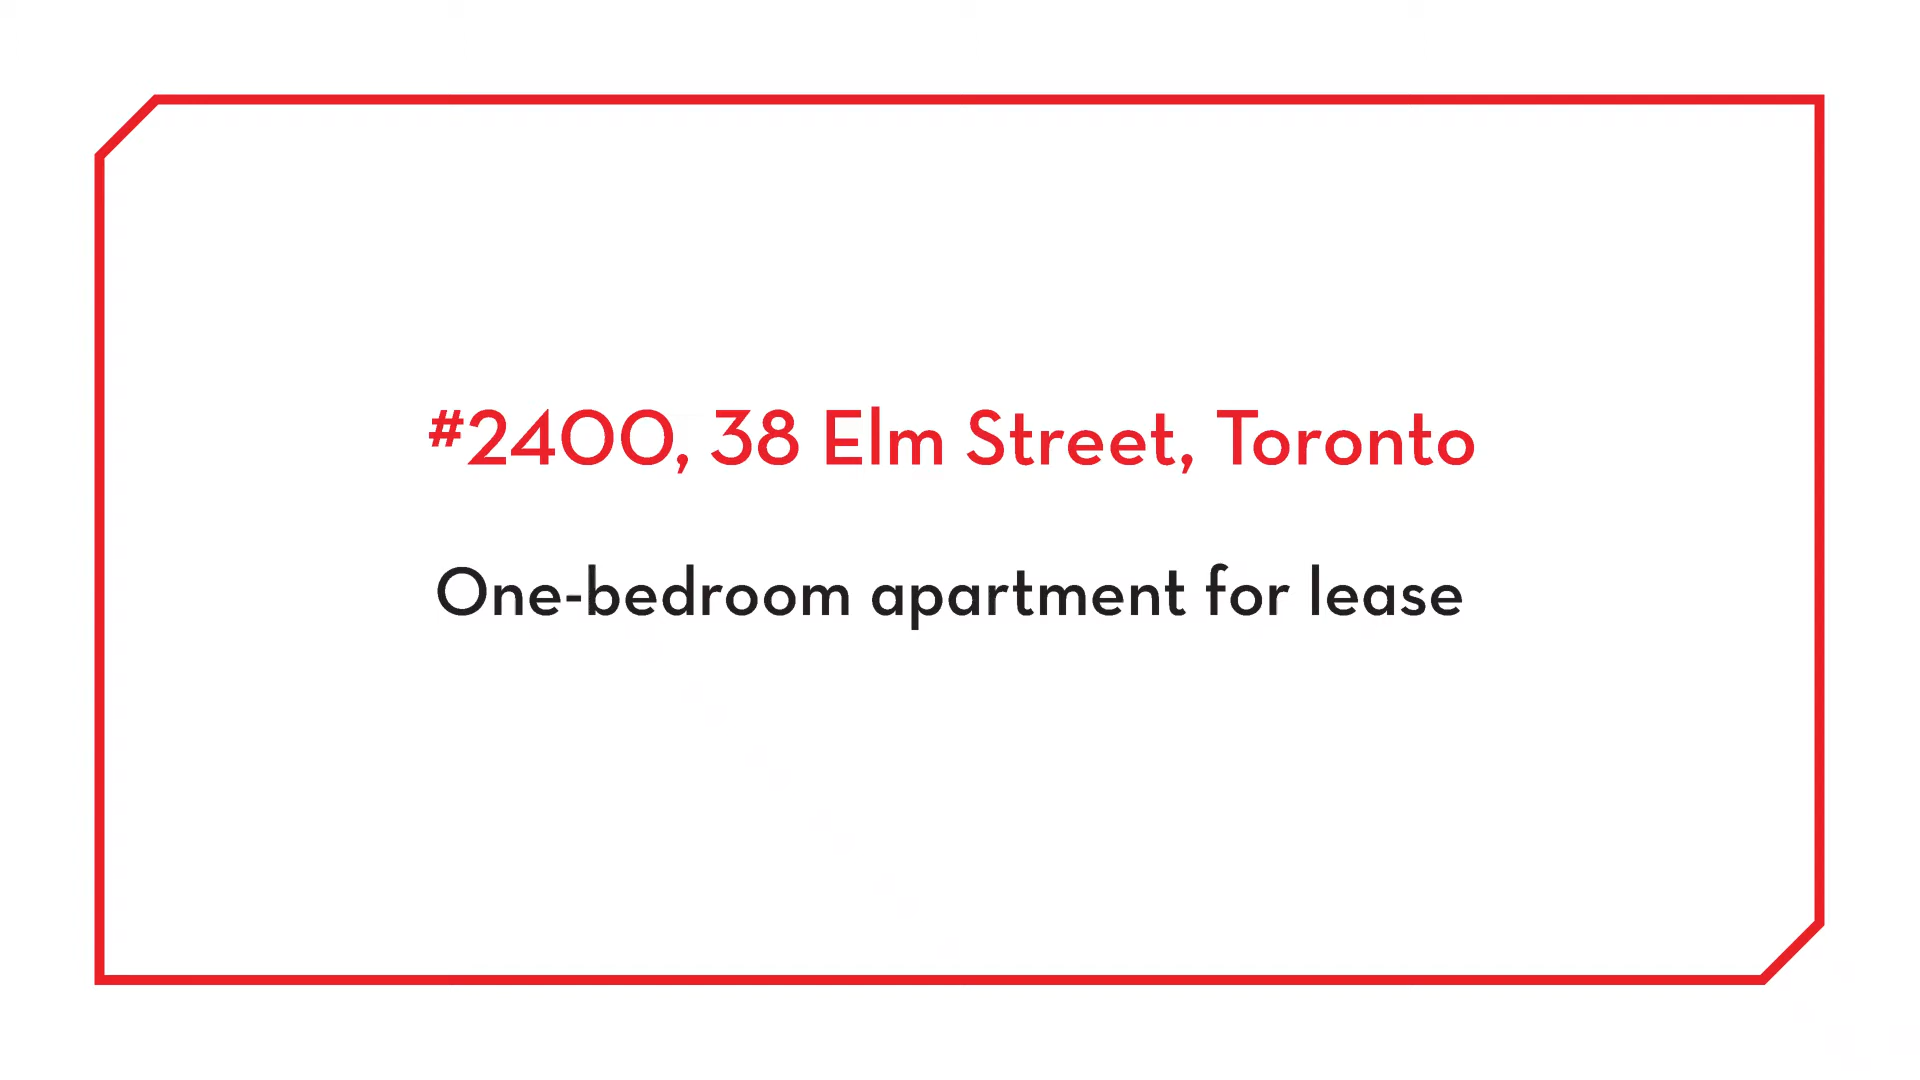 #2400, 38 Elm Street, Toronto
One-bedroom apartment for lease